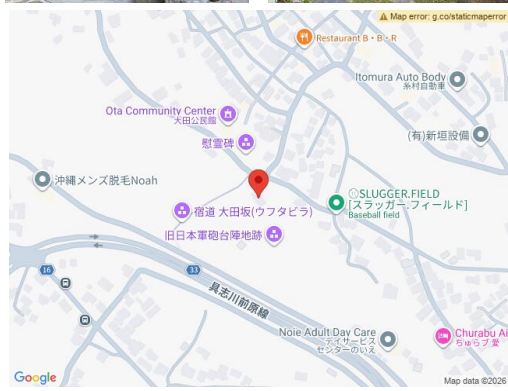 Map error: g.co/staticmaperror
Restaurant B・B・R
Itomura Auto Body
糸村自動車
Ota Community Center
大田公民館
慰霊碑
(有)新垣設備
沖縄メンズ脱毛Noah
SLUGGER.FIELD
[スラッガー.フィールド]
Baseball field
宿道 大田坂(ウフタビラ)
旧日本軍砲台陣地跡
16
33
具志川前原線
Noie Adult Day Care
デイサービス
センターのいえ
Churabu Ai
ちゅらブ 愛
Google
Map data ©2026